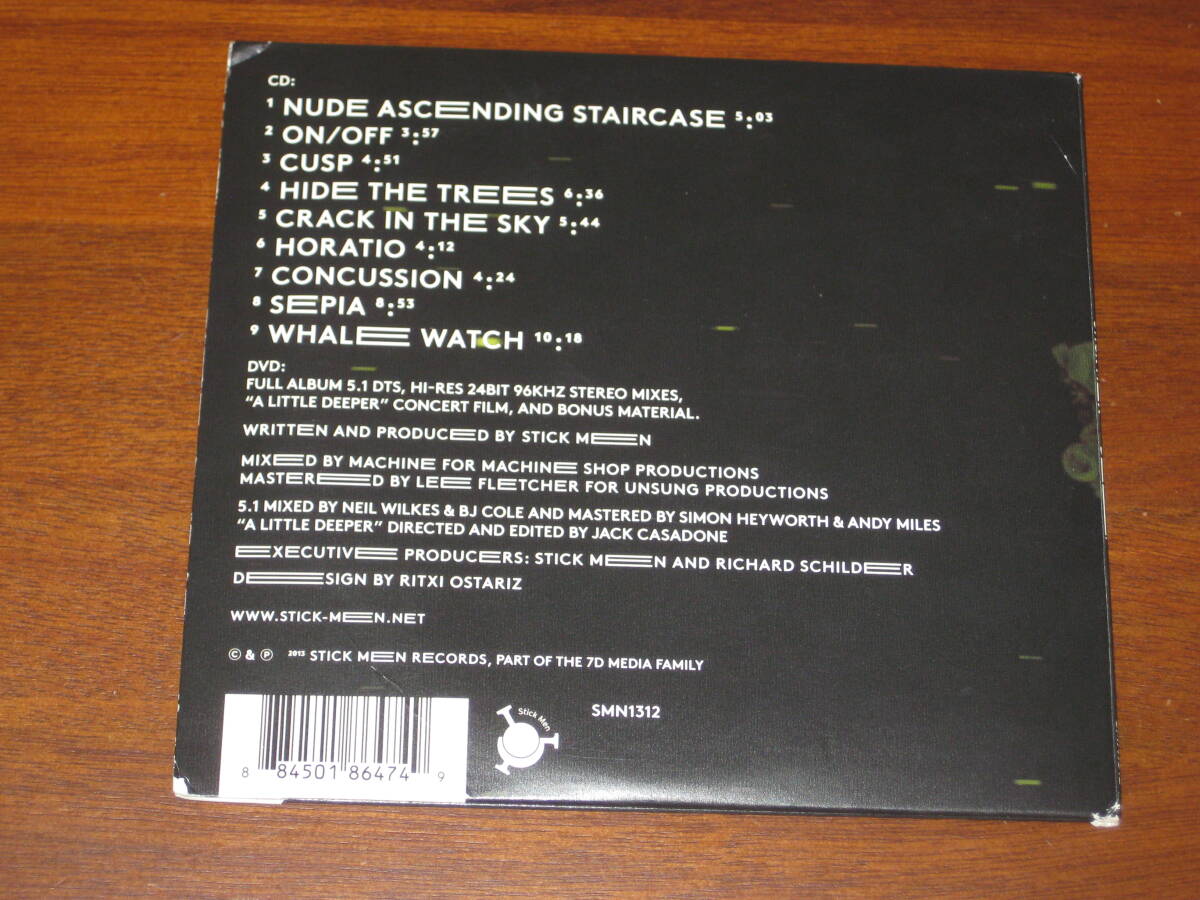 CD:
1 NUDE ASCENDING STAIRCASE 5:03
2 ON/OFF 3:57
3 CUSP 4:51
4 HIDE THE TREES 6:36
5 CRACK IN THE SKY 5:44
6 HORATIO 4:12
7 CONCUSSION 4:24
8 SEPIA 8:53
9 WHALE WATCH 10:18
DVD:
FULL ALBUM 5.1 DTS, HI-RES 24BIT 96KHZ STEREO MIXES,
“A LITTLE DEEPER” CONCERT FILM, AND BONUS MATERIAL.
WRITTEN AND PRODUCED BY STICK MEN
MIXED BY MACHINE FOR MACHINE SHOP PRODUCTIONS
MASTERED BY LEE FLETCHER FOR UNSUNG PRODUCTIONS
5.1 MIXED BY NEIL WILKES & BJ COLE AND MASTERED BY SIMON HEYWORTH & ANDY MILES
“A LITTLE DEEPER” DIRECTED AND EDITED BY JACK CASADONE
EXECUTIVE PRODUCERS: STICK MEN AND RICHARD SCHILDER
DESIGN BY RITXI OSTARIZ
WWW.STICK-MEN.NET
© & ℗ 2013 STICK MEN RECORDS, PART OF THE 7D MEDIA FAMILY
Stick Men
SMN1312
8 84501 86474 9